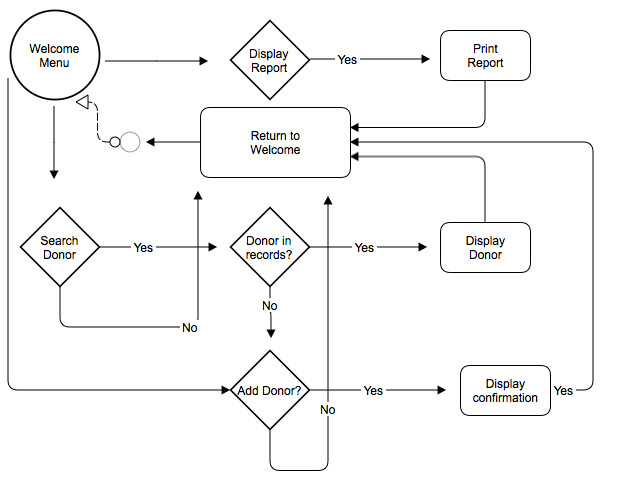 Welcome
Menu
Display
Report
Yes
Print
Report
Return to
Welcome
Search
Donor
Yes
Donor in
records?
Yes
Display
Donor
No
No
Add Donor?
Yes
Display
confirmation
Yes
No